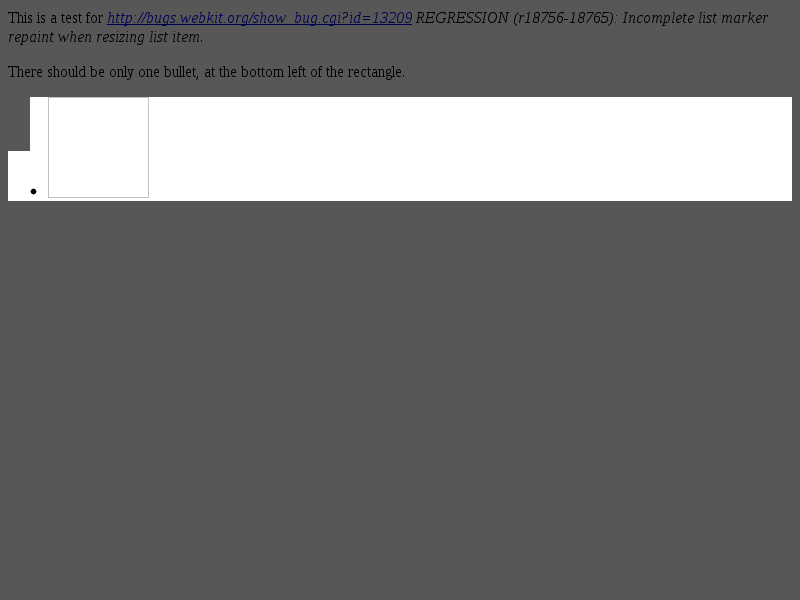 This is a test for http://bugs.webkit.org/show_bug.cgi?id=13209 REGRESSION (r18756-18765): Incomplete list marker
repaint when resizing list item.
There should be only one bullet, at the bottom left of the rectangle.